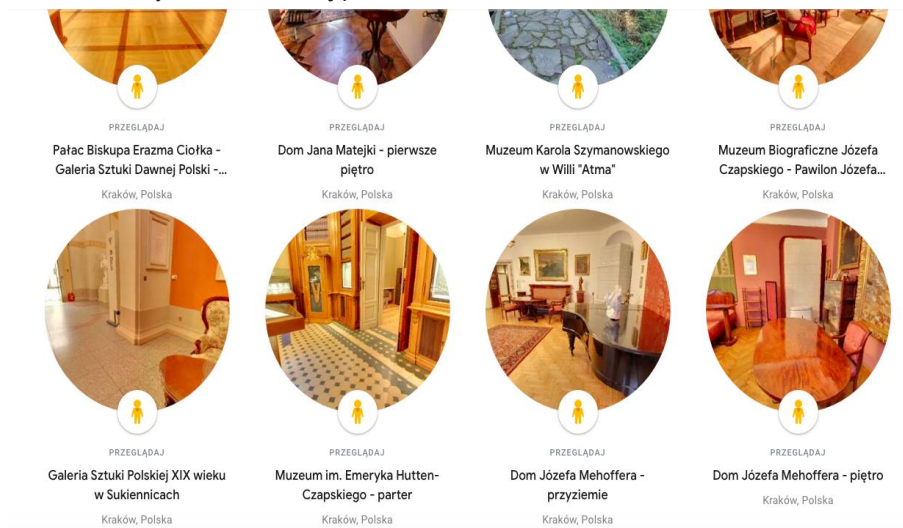 PRZEGLĄDAJ
Pałac Biskupa Erazma Ciołka -
Galeria Sztuki Dawnej Polski -...
Kraków, Polska
PRZEGLĄDAJ
Dom Jana Matejki - pierwsze
piętro
Kraków, Polska
PRZEGLĄDAJ
Muzeum Karola Szymanowskiego
w Willi "Atma"
Kraków, Polska
PRZEGLĄDAJ
Muzeum Biograficzne Józefa
Czapskiego - Pawilon Józefa...
Kraków, Polska
PRZEGLĄDAJ
Galeria Sztuki Polskiej XIX wieku
w Sukiennicach
Kraków, Polska
PRZEGLĄDAJ
Muzeum im. Emeryka Hutten-
Czapskiego - parter
Kraków, Polska
PRZEGLĄDAJ
Dom Józefa Mehoffera -
przyziemie
Kraków, Polska
PRZEGLĄDAJ
Dom Józefa Mehoffera - piętro
Kraków, Polska